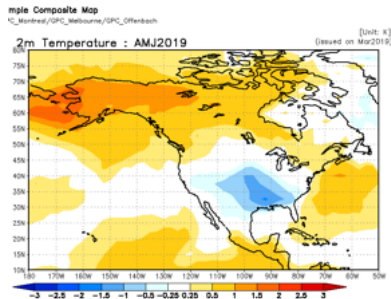 mple Composite Map
C_Montreal/GPC_Melbourne/GPC_Offenbach
[Unit: K]
2m Temperature : AMJ2019
(issued on Mar2019)
80N
75N
70N
65N
60N
55N
50N
45N
40N
35N
30N
25N
20N
15N
10N
180 170W 160W 150W 140W 130W 120W 110W 100W 90W 80W 70W 60W 50W
-3 -2.5 -2 -1.5 -1 -0.5 -0.25 0.25 0.5 1 1.5 2 2.5 3